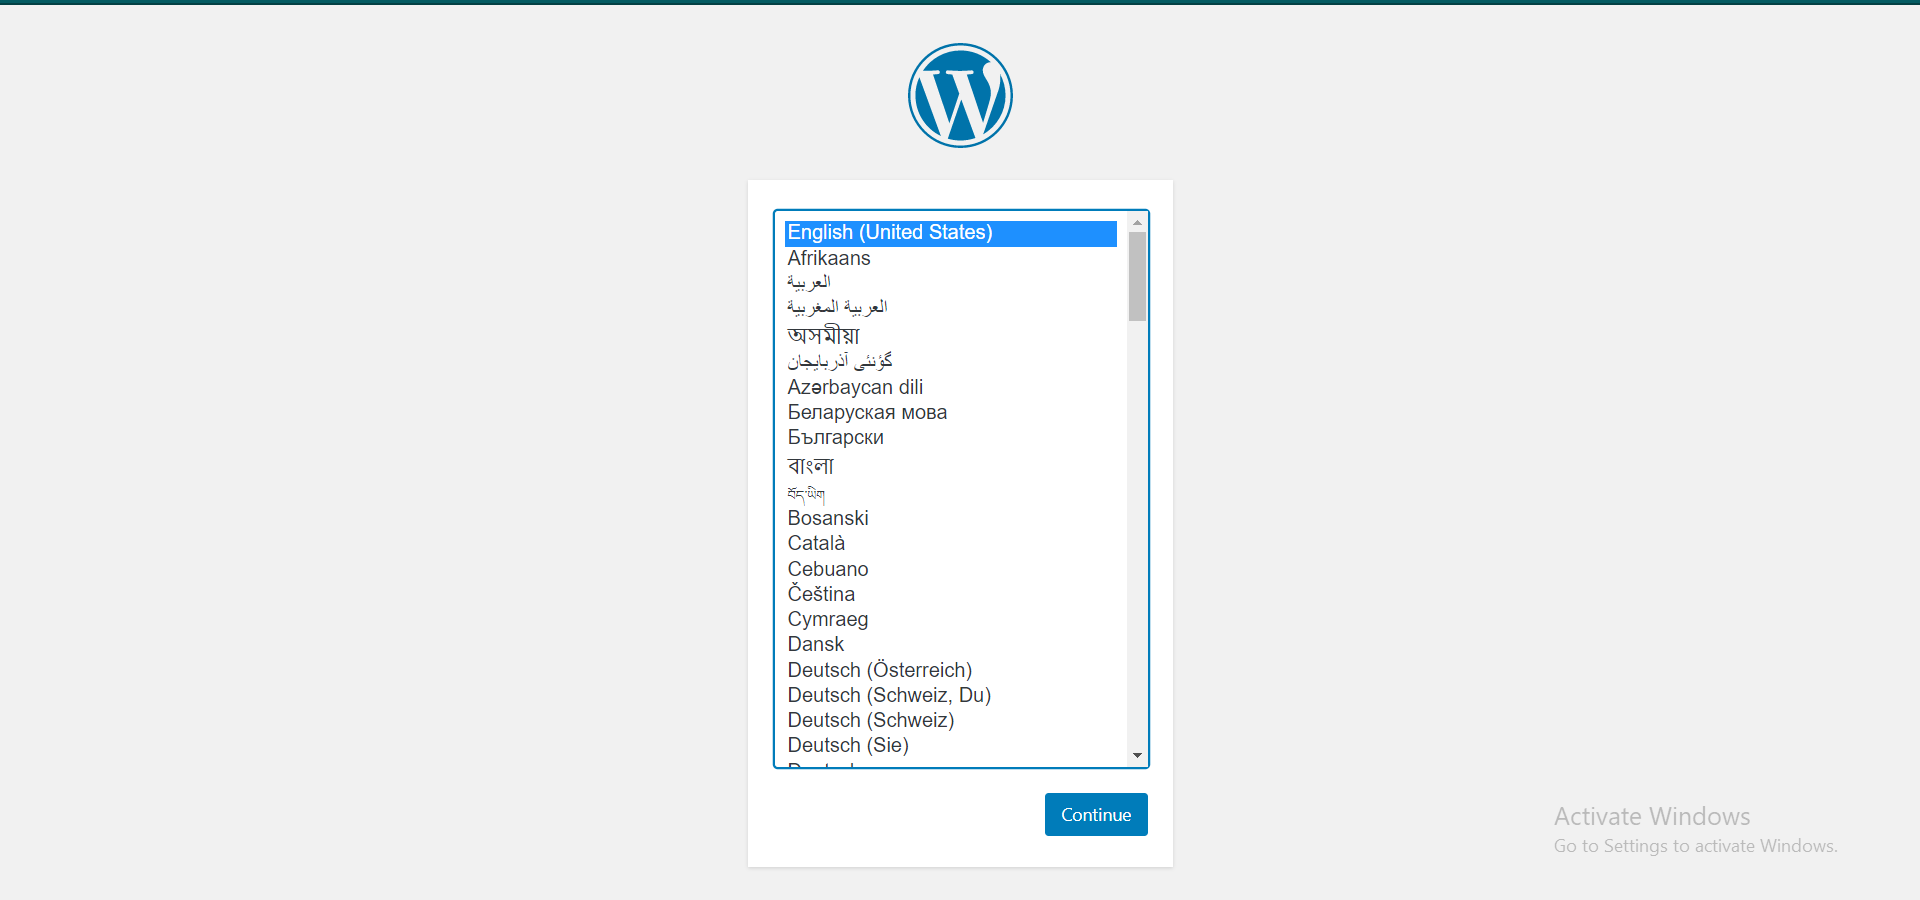 English (United States)
Afrikaans
العربية
العربية المغربية
অসমীয়া
گؤنئی آذربایجان
Azərbaycan dili
Беларуская мова
Български
বাংলা
བོད་ཡིག
Bosanski
Català
Cebuano
Čeština
Cymraeg
Dansk
Deutsch (Österreich)
Deutsch (Schweiz, Du)
Deutsch (Schweiz)
Deutsch (Sie)
Continue
Activate Windows
Go to Settings to activate Windows.